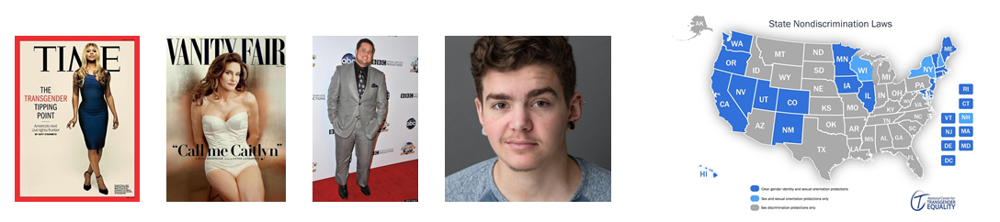 TIME
THE
TRANSGENDER
TIPPING
POINT
America's next
civil rights frontier
VANITY FAIR
"Call me Caitlyn"
abc
BBC
BBC
abc
State Nondiscrimination Laws
AK
WA
OR
CA
NV
ID
MT
WY
UT
AZ
CO
NM
ND
SD
NE
KS
OK
TX
MN
IA
MO
AR
LA
WI
IL
MI
IN
OH
KY
TN
MS
AL
GA
FL
SC
NC
VA
WV
PA
NY
ME
RI
CT
VT
NH
NJ
MA
DE
MD
DC
HI
Clear gender identity and sexual orientation protections
Sex and sexual orientation protections only
Sex discrimination protections only
National Center for
TRANSGENDER
EQUALITY